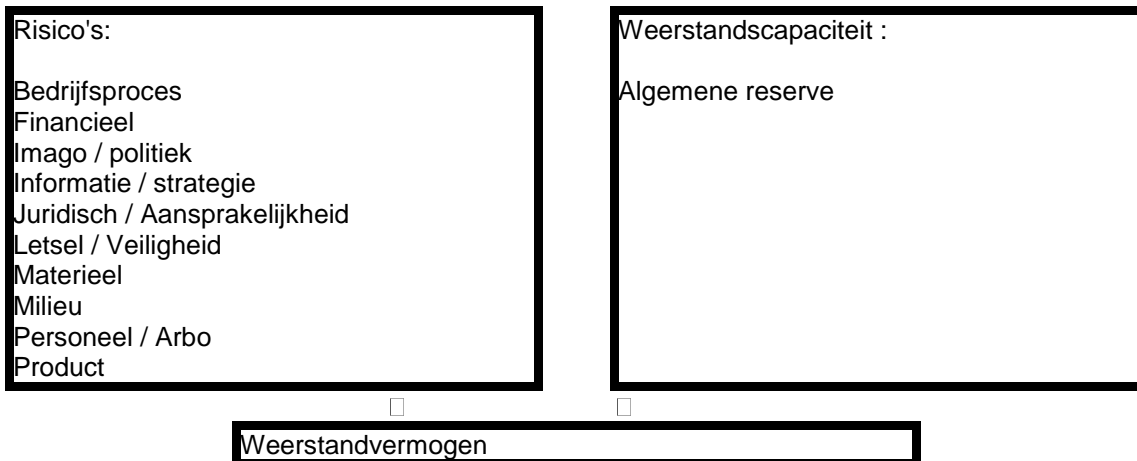 Risico's:
Bedrijfsproces
Financieel
Imago / politiek
Informatie / strategie
Juridisch / Aansprakelijkheid
Letsel / Veiligheid
Materieel
Milieu
Personeel / Arbo
Product
Weerstandscapaciteit :
Algemene reserve
Weerstandvermogen